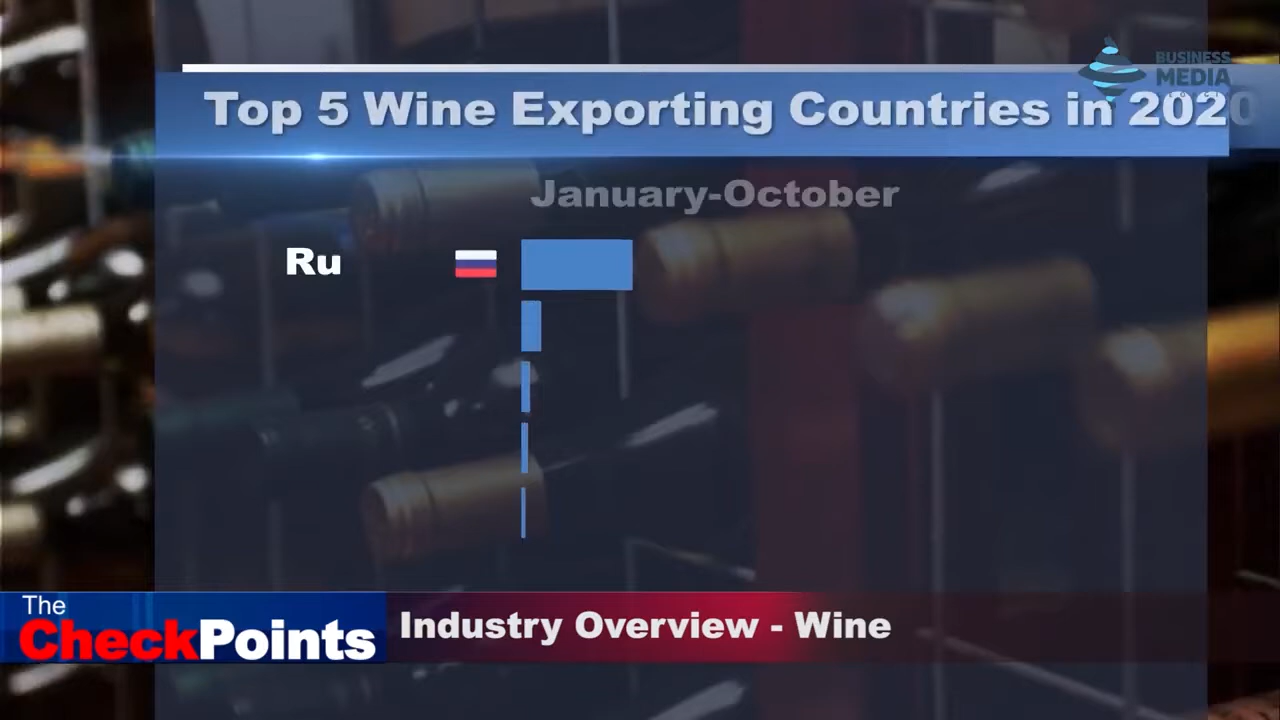 BUSINESS
MEDIA
Top 5 Wine Exporting Countries in 2020
January-October
Ru
The
CheckPoints
Industry Overview - Wine